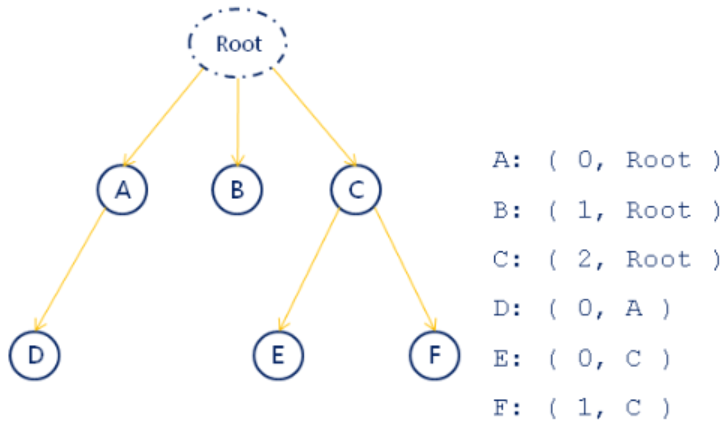 Root
A
B
C
D
E
F
A: ( 0, Root )
B: ( 1, Root )
C: ( 2, Root )
D: ( 0, A )
E: ( 0, C )
F: ( 1, C )